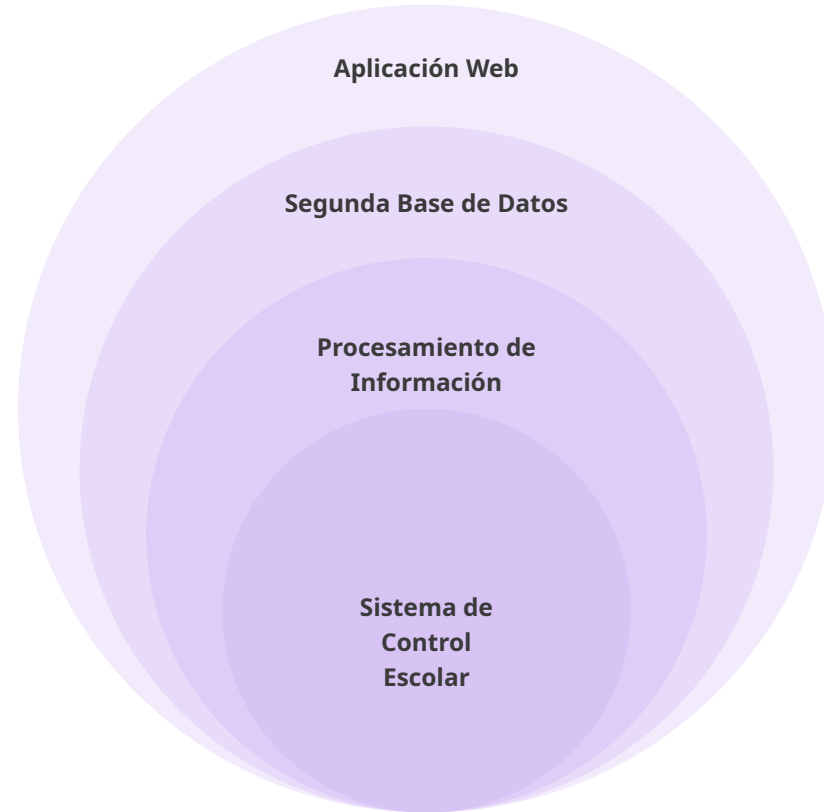 Aplicación Web
Segunda Base de Datos
Procesamiento de
Información
Sistema de
Control
Escolar